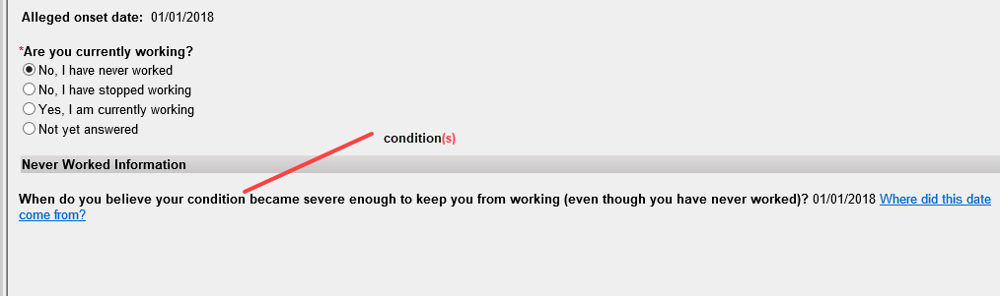 Alleged onset date: 01/01/2018
*Are you currently working?
No, I have never worked
No, I have stopped working
Yes, I am currently working
Not yet answered
condition(s)
Never Worked Information
When do you believe your condition became severe enough to keep you from working (even though you have never worked)? 01/01/2018 Where did this date
come from?